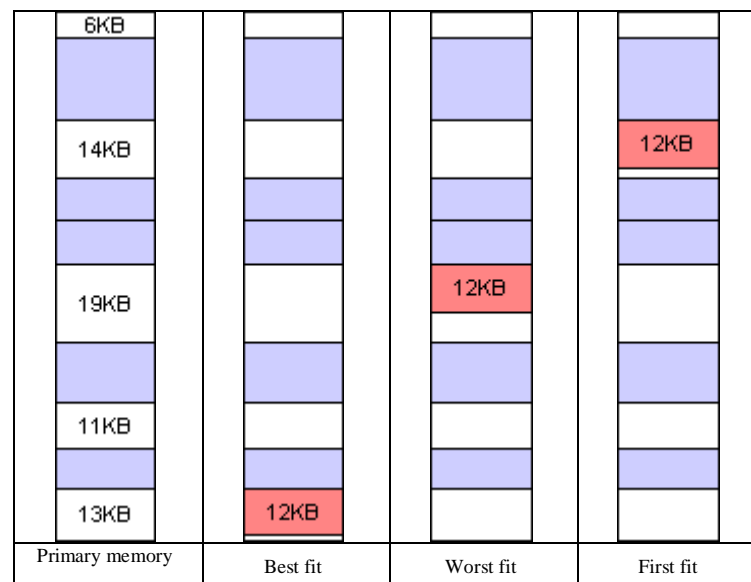 6KB
14KB
12KB
12KB
19KB
11KB
13KB
12KB
Primary memory
Best fit
Worst fit
First fit